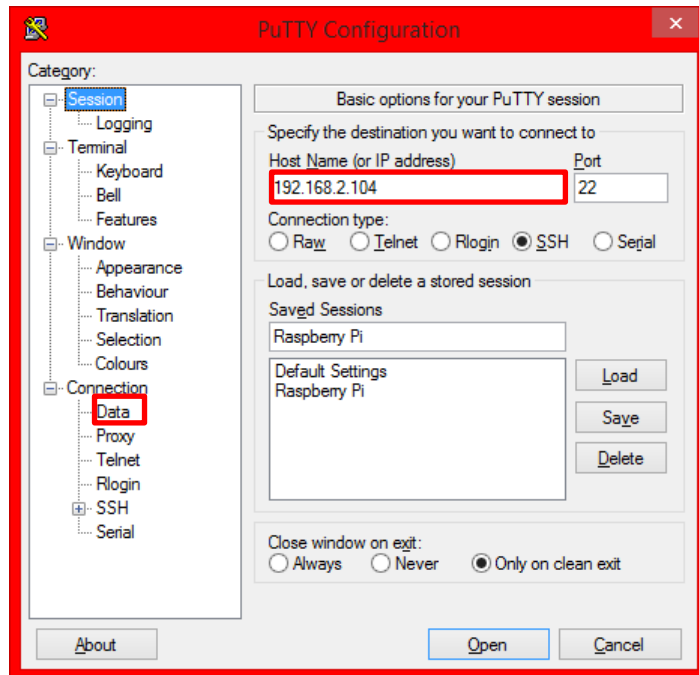 PuTTY Configuration
Category:
Session
Logging
Terminal
Keyboard
Bell
Features
Window
Appearance
Behaviour
Translation
Selection
Colours
Connection
Data
Proxy
Telnet
Rlogin
SSH
Serial
Basic options for your PuTTY session
Specify the destination you want to connect to
Host Name (or IP address) Port
192.168.2.104 22
Connection type:
Raw Telnet Rlogin SSH Serial
Load, save or delete a stored session
Saved Sessions
Raspberry Pi
Default Settings
Raspberry Pi
Load
Save
Delete
Close window on exit:
Always Never Only on clean exit
About Open Cancel